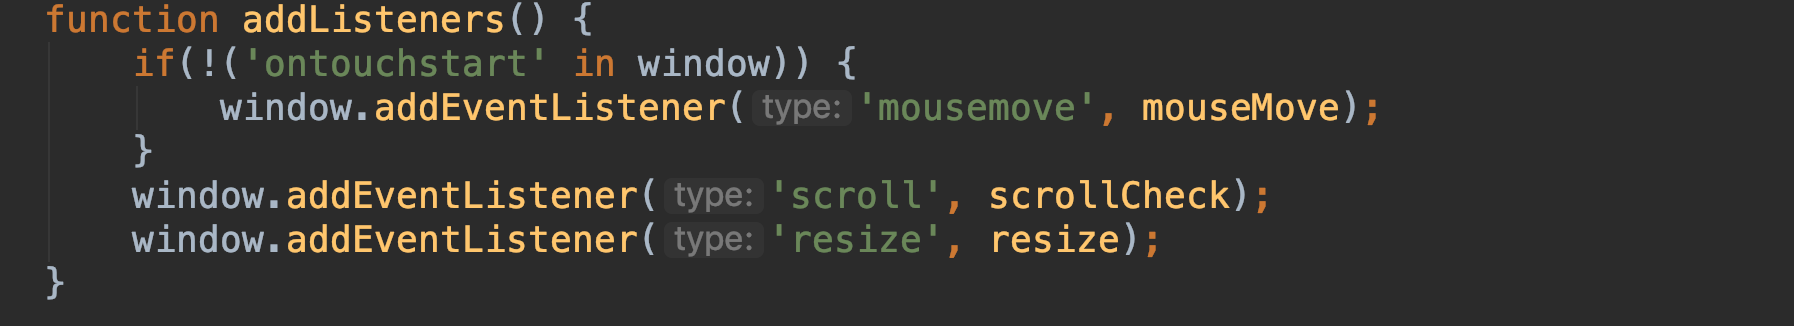 function addListeners() {
if(!('ontouchstart' in window)) {
window.addEventListener( type: 'mousemove', mouseMove);
}
window.addEventListener( type: 'scroll', scrollCheck);
window.addEventListener( type: 'resize', resize);
}